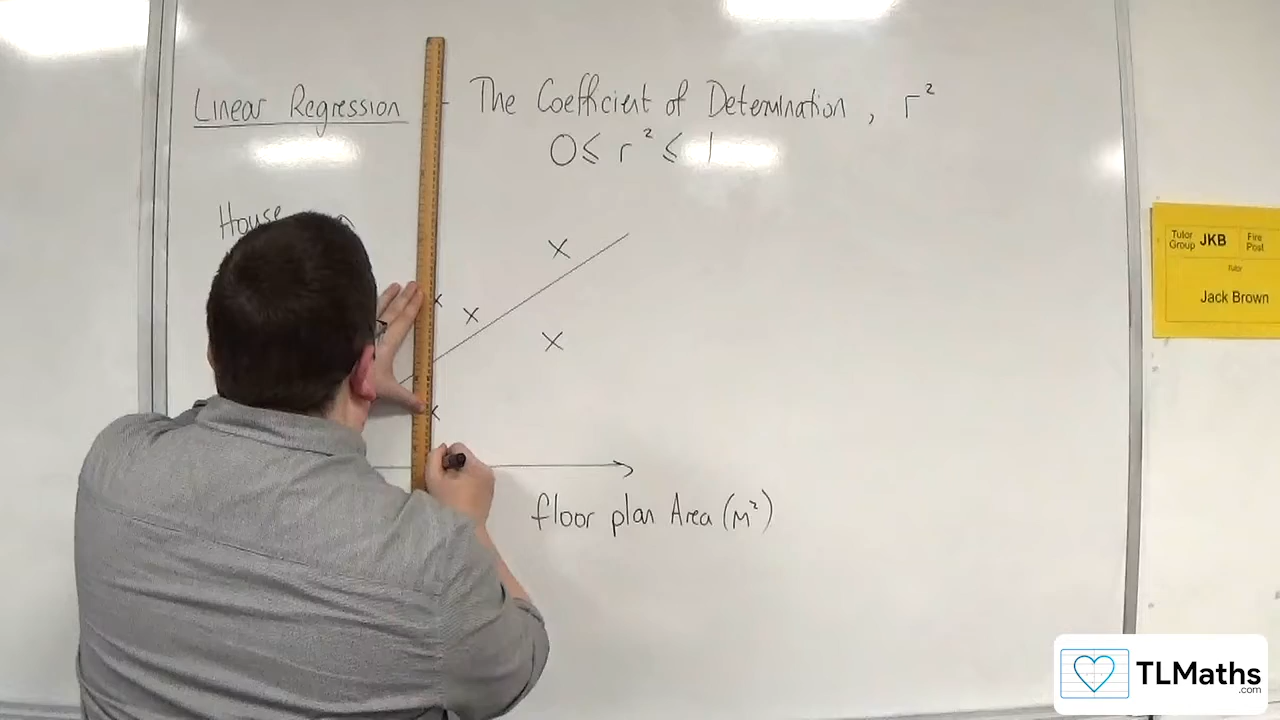 Linear Regression - The Coefficient of Determination, r²
0 ≤ r² ≤ 1
House
floor plan Area (m²)
Tutor Group JKB Fire Post
Tutor
Jack Brown
TLMaths
.com